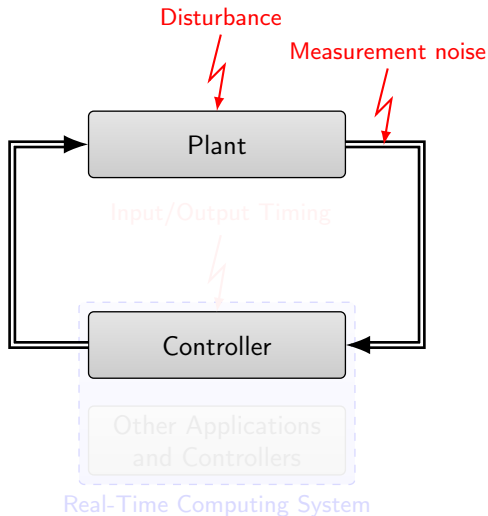 Disturbance
Measurement noise
Plant
Input/Output Timing
Controller
Other Applications
and Controllers
Real-Time Computing System